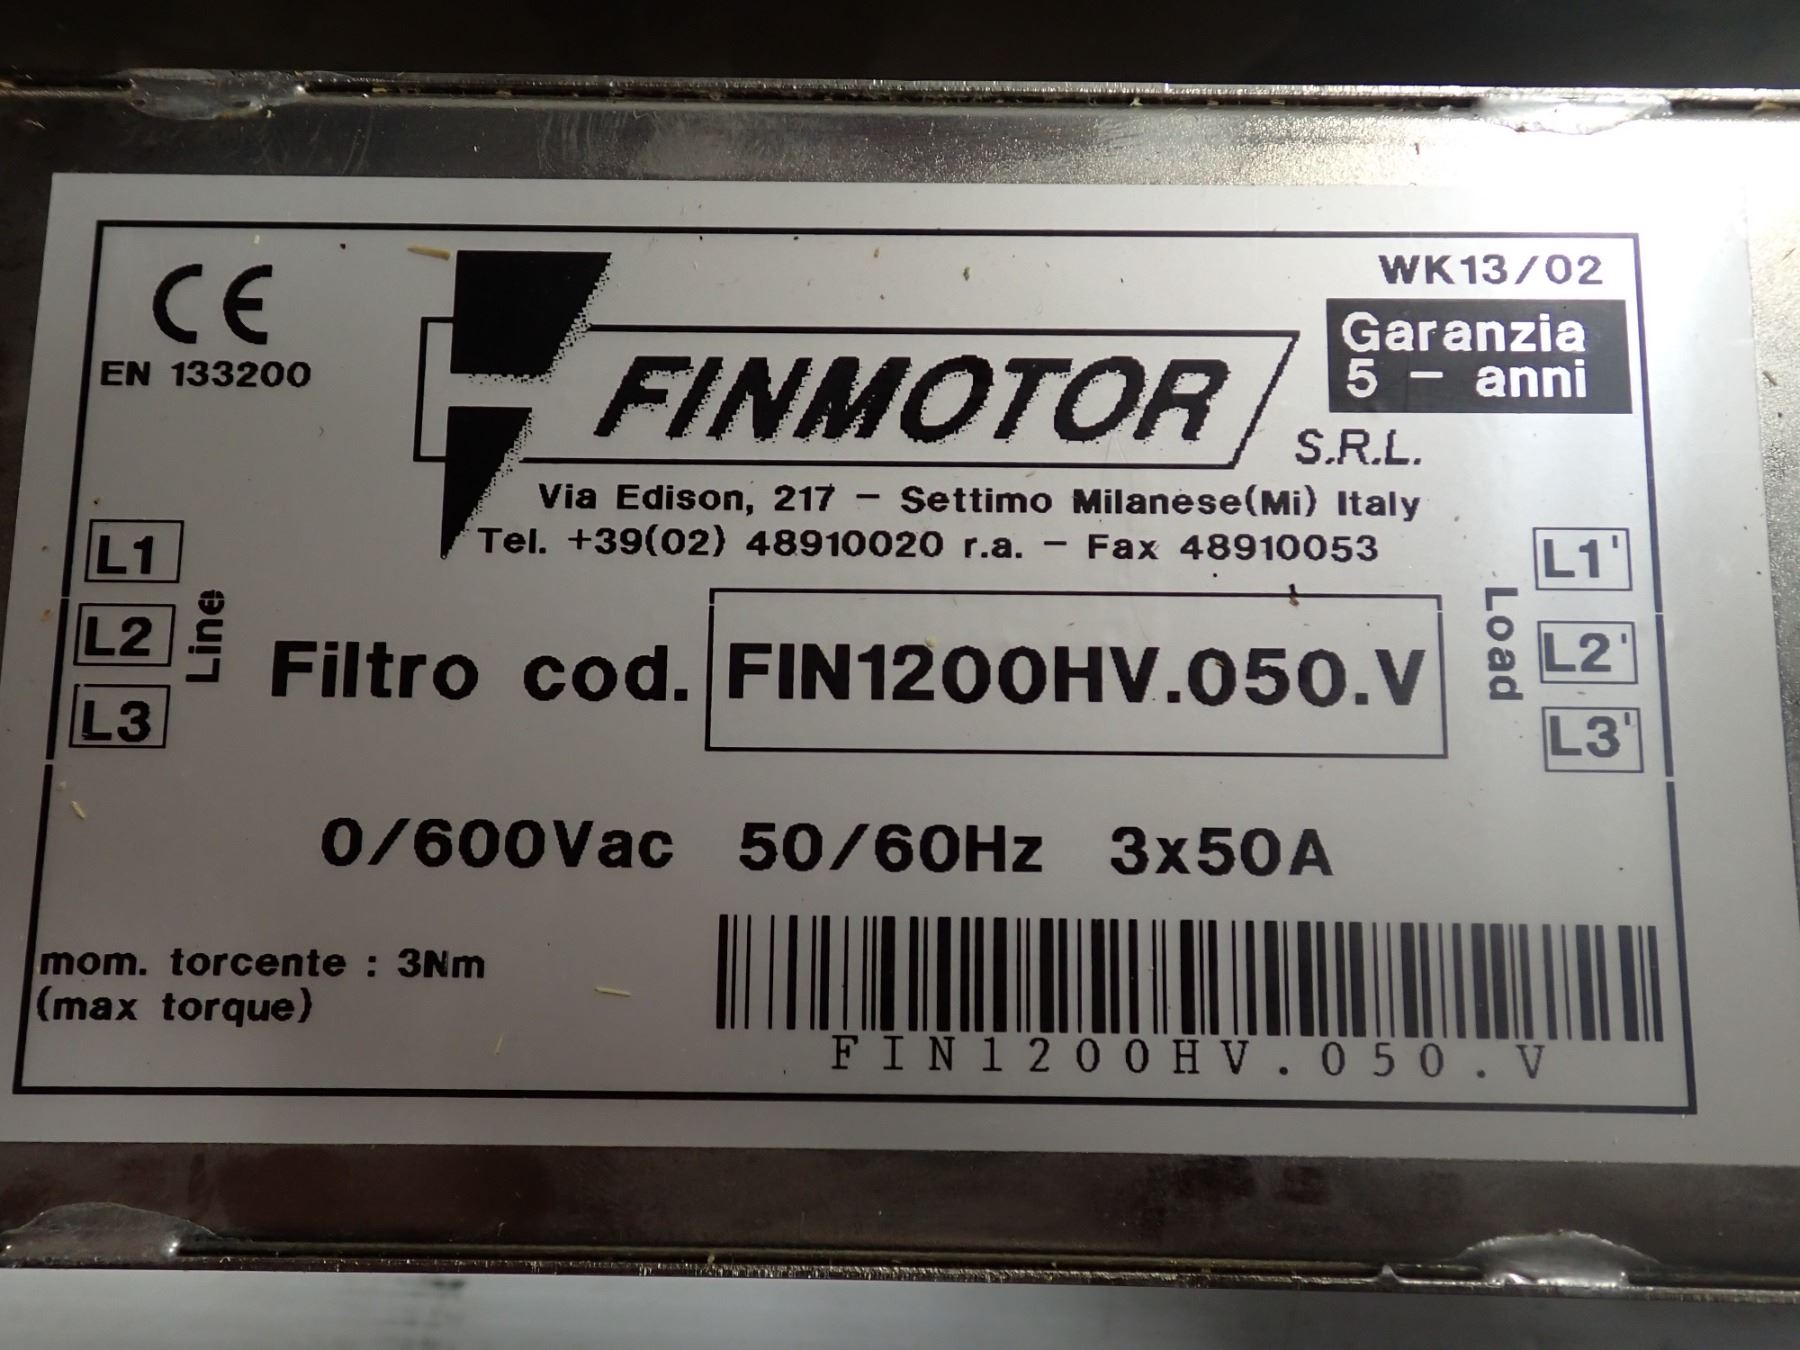 CE
EN 133200
WK13/02
Garanzia
5 - anni
FINMOTOR
S.R.L.
Via Edison, 217 - Settimo Milanese(Mi) Italy
Tel. +39(02) 48910020 r.a. - Fax 48910053
L1
L2
L3
Line
Filtro cod. FIN1200HV.050.V
Load
L1'
L2'
L3'
0/600Vac 50/60Hz 3x50A
mom. torcente : 3Nm
(max torque)
FIN1200HV.050.V